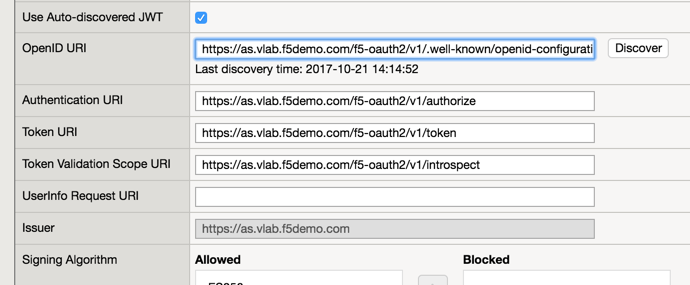 Use Auto-discovered JWT
OpenID URI https://as.vlab.f5demo.com/f5-oauth2/v1/.well-known/openid-configurati Discover
Last discovery time: 2017-10-21 14:14:52
Authentication URI https://as.vlab.f5demo.com/f5-oauth2/v1/authorize
Token URI https://as.vlab.f5demo.com/f5-oauth2/v1/token
Token Validation Scope URI https://as.vlab.f5demo.com/f5-oauth2/v1/introspect
UserInfo Request URI
Issuer https://as.vlab.f5demo.com
Signing Algorithm Allowed Blocked